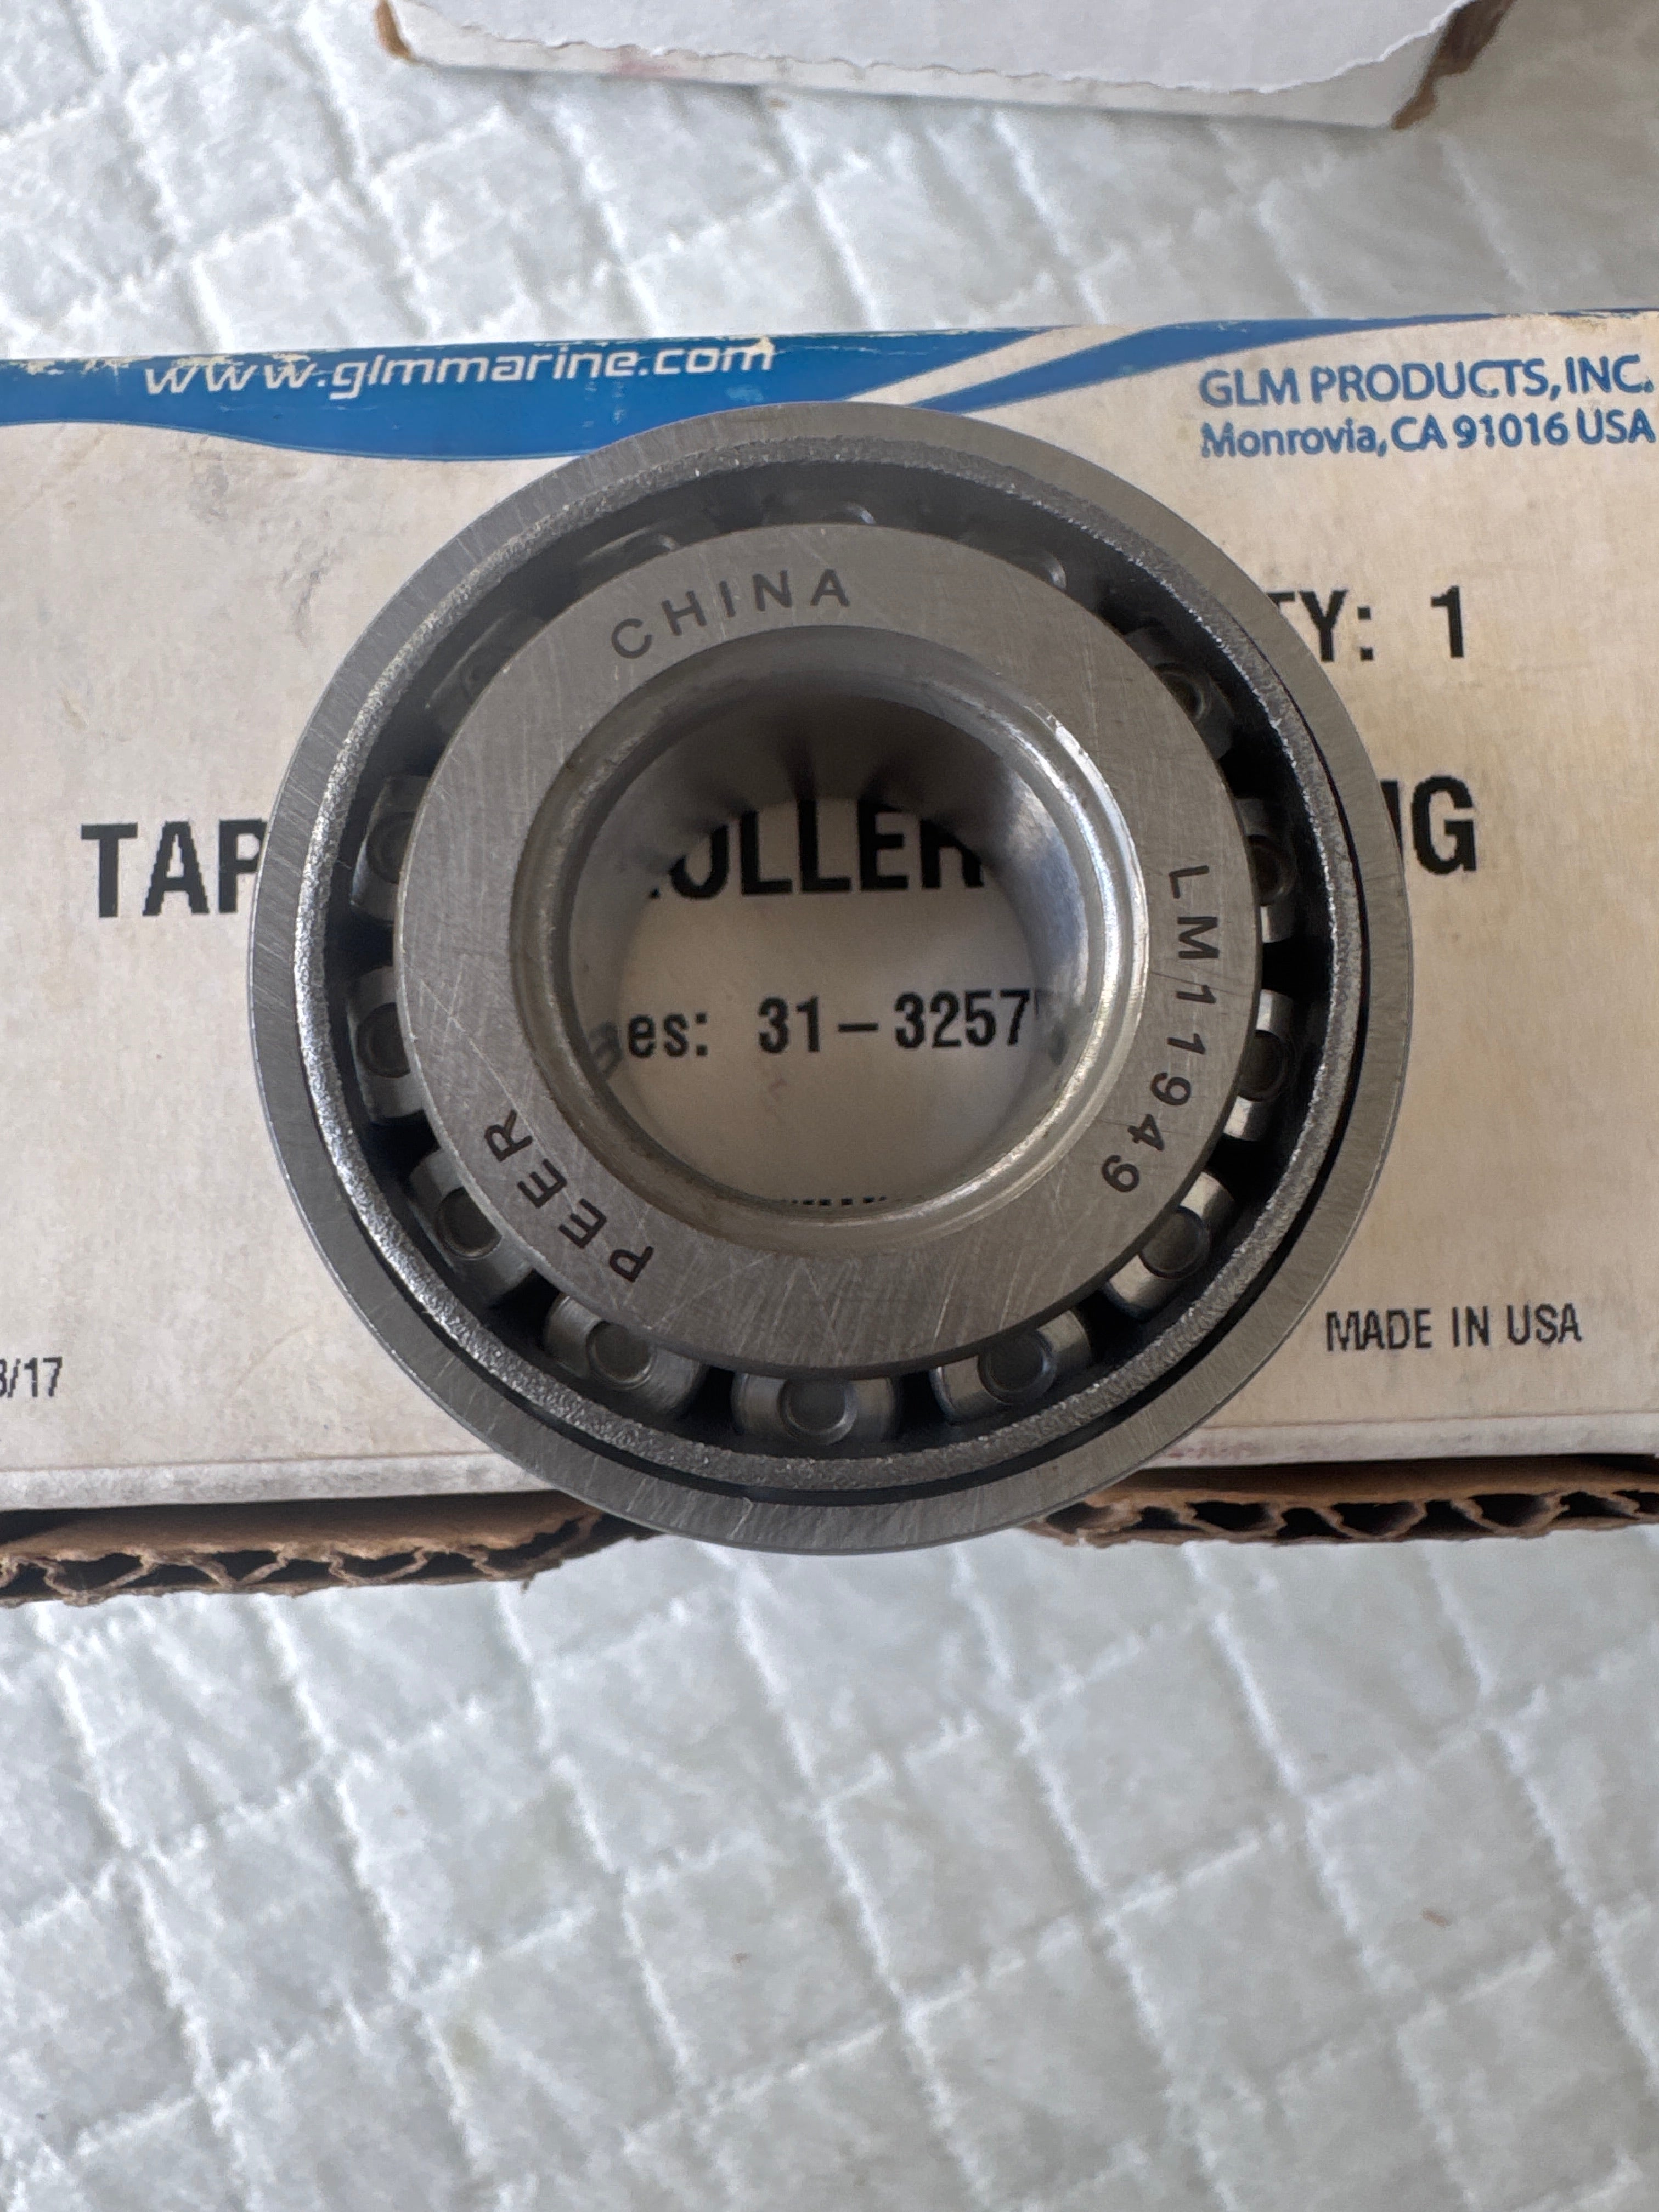 www.glmmarine.com
GLM PRODUCTS, INC.
Monrovia, CA 91016 USA
CHINA
LM11949
PEER
TY: 1
TAP OLLER NG
es: 31-3257
MADE IN USA
3/17